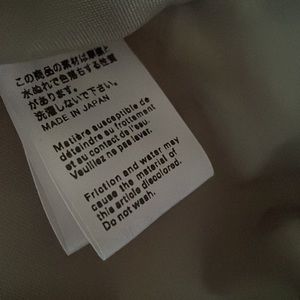 この商品の素材は摩擦と
水ぬれで色落ちする性質
があります。
洗濯しないで下さい。
MADE IN JAPAN
Matière susceptible de
déteindre au frottement
et au contact de l'eau.
Veuillez ne pas laver.
Friction and water may
cause the material of
this article discolored.
Do not wash.